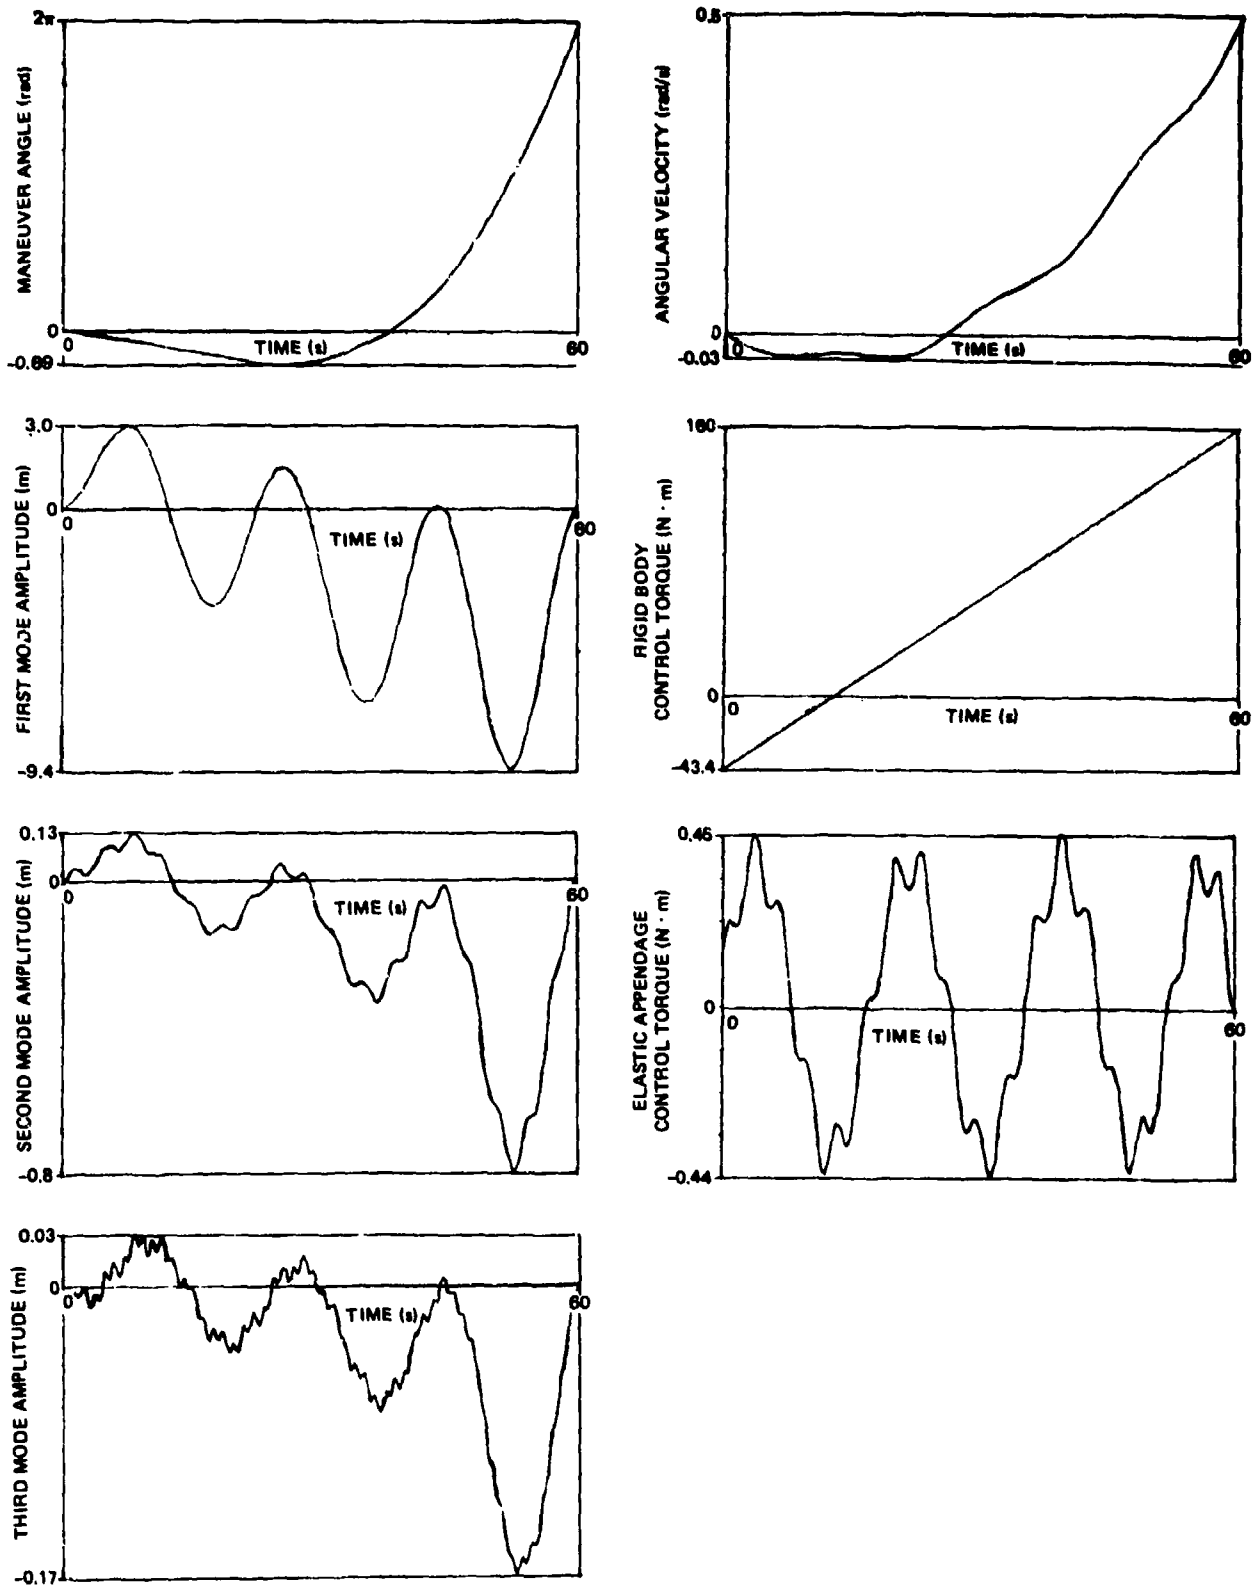 MANEUVER ANGLE (rad)
2π
0
-0.69
0
TIME (s)
60
ANGULAR VELOCITY (rad/s)
0.5
0
-0.03
0
TIME (s)
60
FIRST MODE AMPLITUDE (m)
3.0
0
-9.4
0
TIME (s)
60
RIGID BODY
CONTROL TORQUE (N · m)
160
0
-43.4
0
TIME (s)
60
SECOND MODE AMPLITUDE (m)
0.13
0
-0.8
0
TIME (s)
60
ELASTIC APPENDAGE
CONTROL TORQUE (N · m)
0.45
0
-0.44
0
TIME (s)
60
THIRD MODE AMPLITUDE (m)
0.03
0
-0.17
0
TIME (s)
60